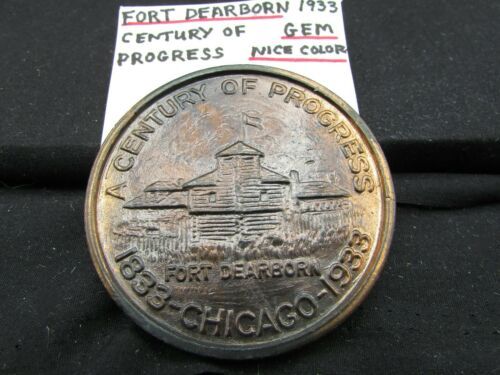 FORT DEARBORN 1933
CENTURY OF GEM
PROGRESS NICE COLOR
A CENTURY OF PROGRESS
FORT DEARBORN
1833-CHICAGO-1933